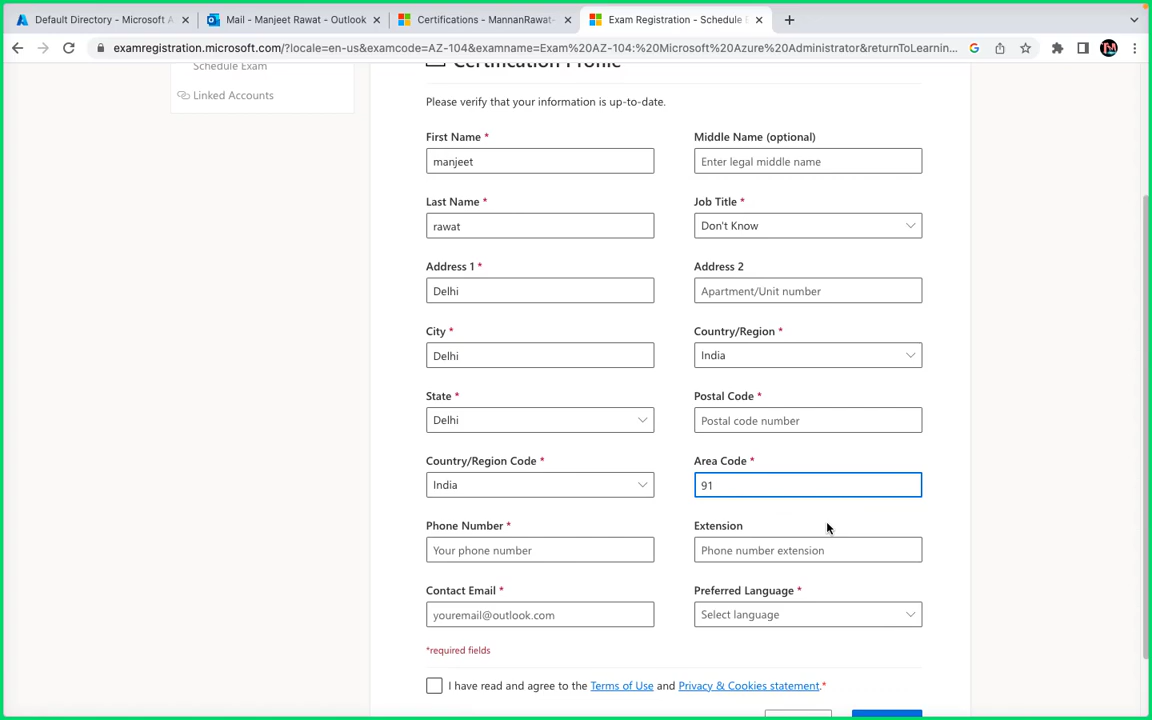 Default Directory - Microsoft A
Mail - Manjeet Rawat - Outlook
Certifications - MannanRawat-
Exam Registration - Schedule E
examregistration.microsoft.com/?locale=en-us&examcode=AZ-104&examname=Exam%20AZ-104:%20Microsoft%20Azure%20Administrator&returnToLearnin...
Schedule Exam
Linked Accounts
Certification Profile
Please verify that your information is up-to-date.
First Name *
Middle Name (optional)
manjeet
Enter legal middle name
Last Name *
Job Title *
rawat
Don't Know
Address 1 *
Address 2
Delhi
Apartment/Unit number
City *
Country/Region *
Delhi
India
State *
Postal Code *
Delhi
Postal code number
Country/Region Code *
Area Code *
India
91
Phone Number *
Extension
Your phone number
Phone number extension
Contact Email *
Preferred Language *
youremail@outlook.com
Select language
*required fields
I have read and agree to the Terms of Use and Privacy & Cookies statement.*